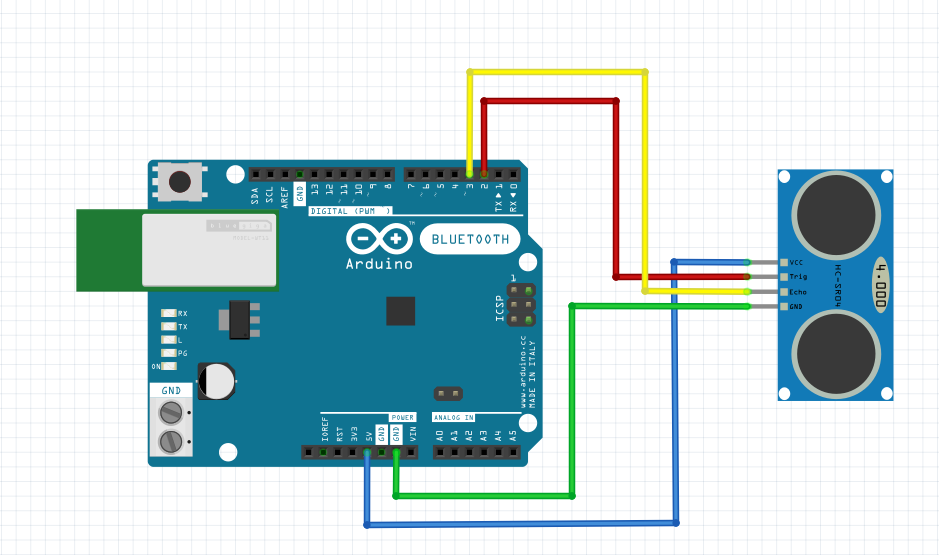 SDA
SCL
AREF
GND
13
12
~ 11
~ 10
~ 9
8
7
~ 6
~ 5
4
~ 3
2
TX▶1
RX◀0
DIGITAL (PWM )
TM
Arduino
BLUETOOTH
1
ICSP
RX
TX
L
PG
ON
GND
www.arduino.cc
MADE IN ITALY
POWER
ANALOG IN
IOREF
RST
3V3
5V
GND
GND
VIN
A0
A1
A2
A3
A4
A5
VCC
Trig
Echo
GND
HC-SR04
4.000